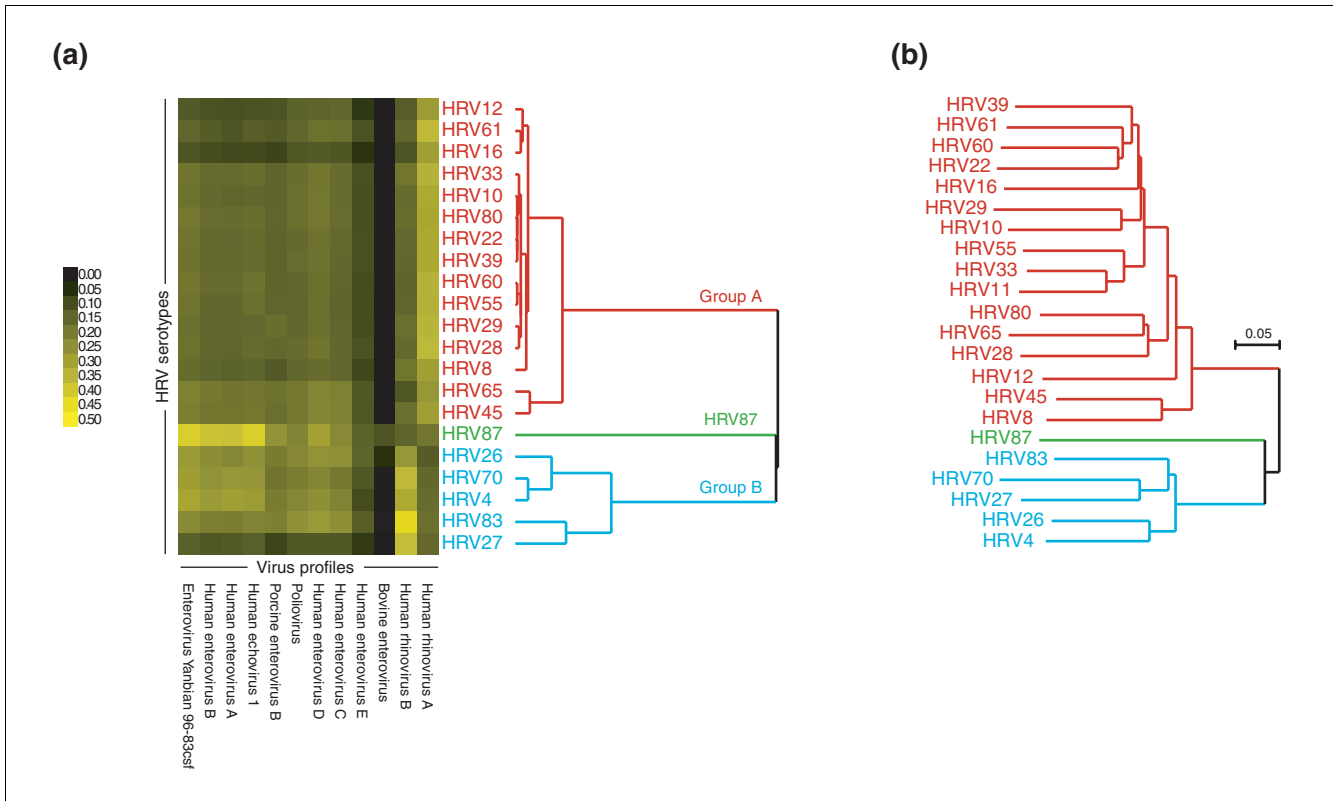 (a)
(b)
HRV serotypes
0.00
0.05
0.10
0.15
0.20
0.25
0.30
0.35
0.40
0.45
0.50
HRV12
HRV61
HRV16
HRV33
HRV10
HRV80
HRV22
HRV39
HRV60
HRV55
HRV29
HRV28
HRV8
HRV65
HRV45
HRV87
HRV26
HRV70
HRV4
HRV83
HRV27
Group A
HRV87
Group B
Virus profiles
Enterovirus Yanbian 96-83csf
Human enterovirus B
Human enterovirus A
Human echovirus 1
Porcine enterovirus B
Poliovirus
Human enterovirus D
Human enterovirus C
Human enterovirus E
Bovine enterovirus
Human rhinovirus B
Human rhinovirus A
HRV39
HRV61
HRV60
HRV22
HRV16
HRV29
HRV10
HRV55
HRV33
HRV11
HRV80
HRV65
HRV28
HRV12
HRV45
HRV8
HRV87
HRV83
HRV70
HRV27
HRV26
HRV4
0.05